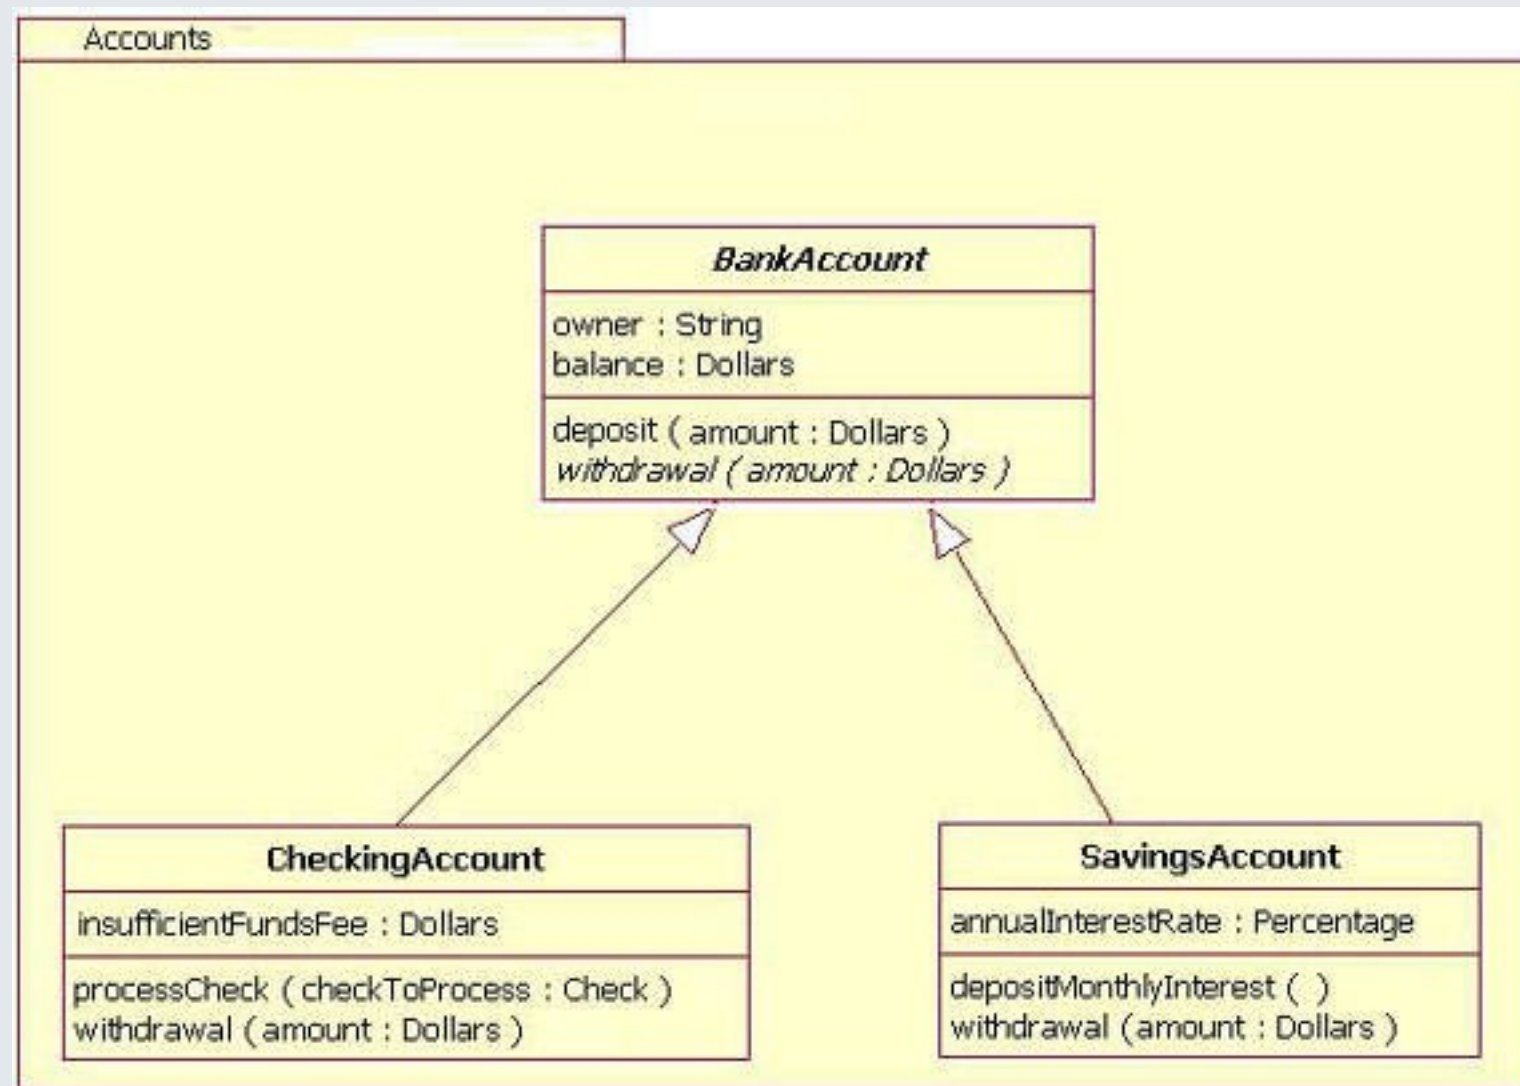 Accounts
BankAccount
owner : String
balance : Dollars
deposit ( amount : Dollars )
withdrawal ( amount : Dollars )
CheckingAccount
insufficientFundsFee : Dollars
processCheck ( checkToProcess : Check )
withdrawal ( amount : Dollars )
SavingsAccount
annualInterestRate : Percentage
depositMonthlyInterest ( )
withdrawal ( amount : Dollars )